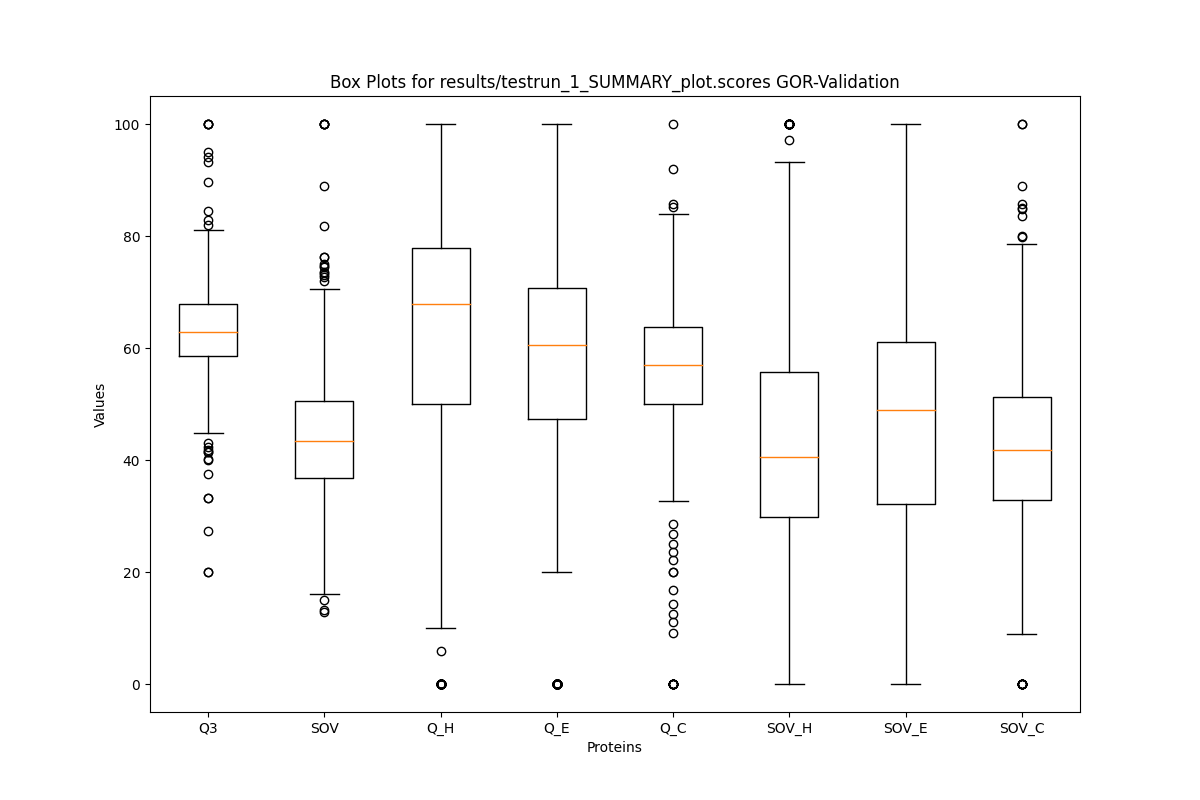 Box Plots for results/testrun_1_SUMMARY_plot.scores GOR-Validation
Values
100
80
60
40
20
0
Q3 SOV Q_H Q_E Q_C SOV_H SOV_E SOV_C
Proteins